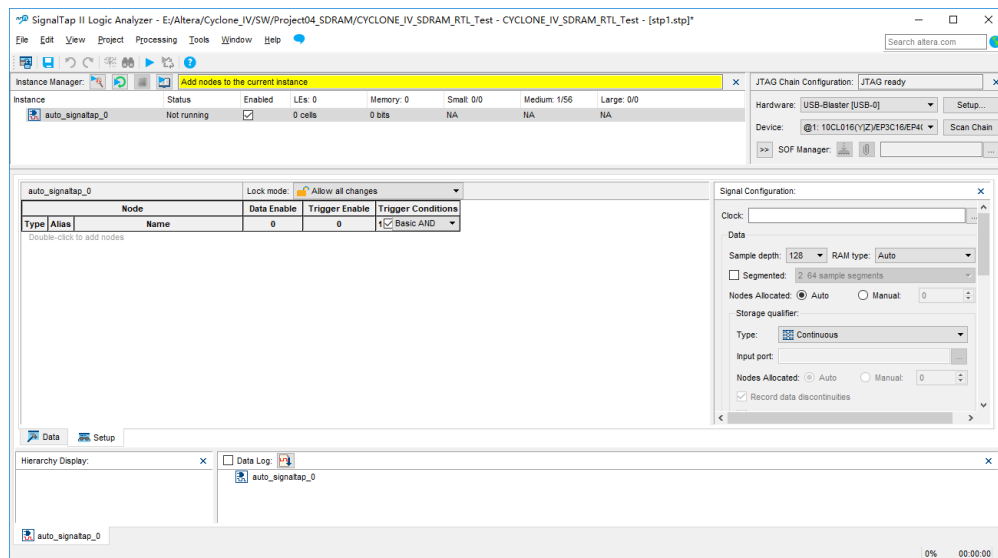 SignalTap II Logic Analyzer - E:/Altera/Cyclone_IV/SW/Project04_SDRAM/CYCLONE_IV_SDRAM_RTL_Test - CYCLONE_IV_SDRAM_RTL_Test - [stp1.stp]*
File Edit View Project Processing Tools Window Help
Search altera.com
Instance Manager: Add nodes to the current instance
JTAG Chain Configuration: JTAG ready
Instance Status Enabled LEs: 0 Memory: 0 Small: 0/0 Medium: 1/56 Large: 0/0
auto_signaltap_0 Not running 0 cells 0 bits NA NA NA
Hardware: USB-Blaster [USB-0] Setup...
Device: @1: 10CL016(Y|Z)/EP3C16/EP4( Scan Chain
>> SOF Manager: ...
auto_signaltap_0 Lock mode: Allow all changes
Node Data Enable Trigger Enable Trigger Conditions
Type Alias Name 0 0 1 Basic AND
Double-click to add nodes
Signal Configuration:
Clock: ...
Data
Sample depth: 128 RAM type: Auto
Segmented: 2 64 sample segments
Nodes Allocated: Auto Manual: 0
Storage qualifier:
Type: Continuous
Input port: ...
Nodes Allocated: Auto Manual: 0
Record data discontinuities
Data Setup
Hierarchy Display:
Data Log:
auto_signaltap_0
auto_signaltap_0
0% 00:00:00